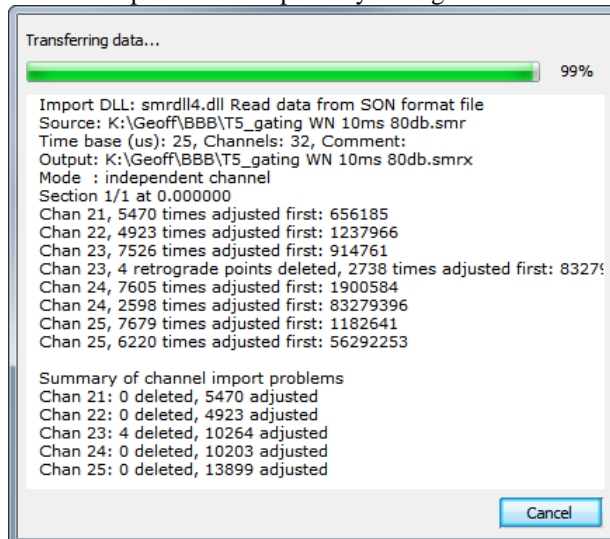 Transferring data...
99%
Import DLL: smrdll4.dll Read data from SON format file
Source: K:\Geoff\BBB\T5_gating WN 10ms 80db.smr
Time base (us): 25, Channels: 32, Comment:
Output: K:\Geoff\BBB\T5_gating WN 10ms 80db.smrx
Mode : independent channel
Section 1/1 at 0.000000
Chan 21, 5470 times adjusted first: 656185
Chan 22, 4923 times adjusted first: 1237966
Chan 23, 7526 times adjusted first: 914761
Chan 23, 4 retrograde points deleted, 2738 times adjusted first: 83279
Chan 24, 7605 times adjusted first: 1900584
Chan 24, 2598 times adjusted first: 83279396
Chan 25, 7679 times adjusted first: 1182641
Chan 25, 6220 times adjusted first: 56292253
Summary of channel import problems
Chan 21: 0 deleted, 5470 adjusted
Chan 22: 0 deleted, 4923 adjusted
Chan 23: 4 deleted, 10264 adjusted
Chan 24: 0 deleted, 10203 adjusted
Chan 25: 0 deleted, 13899 adjusted
Cancel